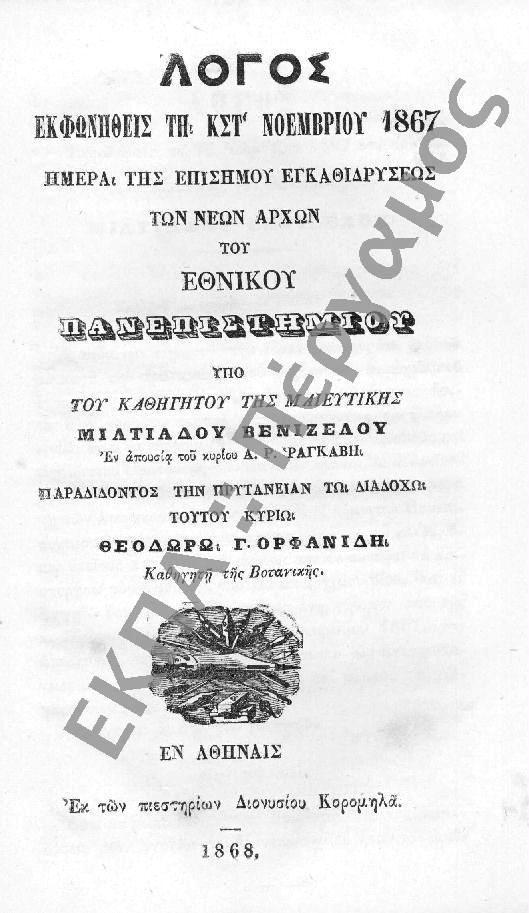 ΛΟΓΟΣ
ΕΚΦΩΝΗΘΕΙΣ ΤΗι ΚΣΤ' ΝΟΕΜΒΡΙΟΥ 1867
ΗΜΕΡΑι ΤΗΣ ΕΠΙΣΗΜΟΥ ΕΓΚΑΘΙΔΡΥΣΕΩΣ
ΤΩΝ ΝΕΩΝ ΑΡΧΩΝ
ΤΟΥ
ΕΘΝΙΚΟΥ
ΠΑΝΕΠΙΣΤΗΜΙΟΥ
ΥΠΟ
ΤΟΥ ΚΑΘΗΓΗΤΟΥ ΤΗΣ ΜΑΙΕΥΤΙΚΗΣ
ΜΙΛΤΙΑΔΟΥ ΒΕΝΙΖΕΛΟΥ
Ἐν ἀπουσίᾳ τοῦ κυρίου Α. Ρ. ῬΑΓΚΑΒΗι
ΠΑΡΑΔΙΔΟΝΤΟΣ ΤΗΝ ΠΡΥΤΑΝΕΙΑΝ ΤΩι ΔΙΑΔΟΧΩι
ΤΟΥΤΟΥ ΚΥΡΙΩι
ΘΕΟΔΩΡΩι Γ. ΟΡΦΑΝΙΔΗι
Καθηγητῇ τῆς Βοτανικῆς.
ΕΝ ΑΘΗΝΑΙΣ
Ἐκ τῶν πιεστηρίων Διονυσίου Κορομηλᾶ.
1868,
ΕΚΠΑ::Πέργαμος